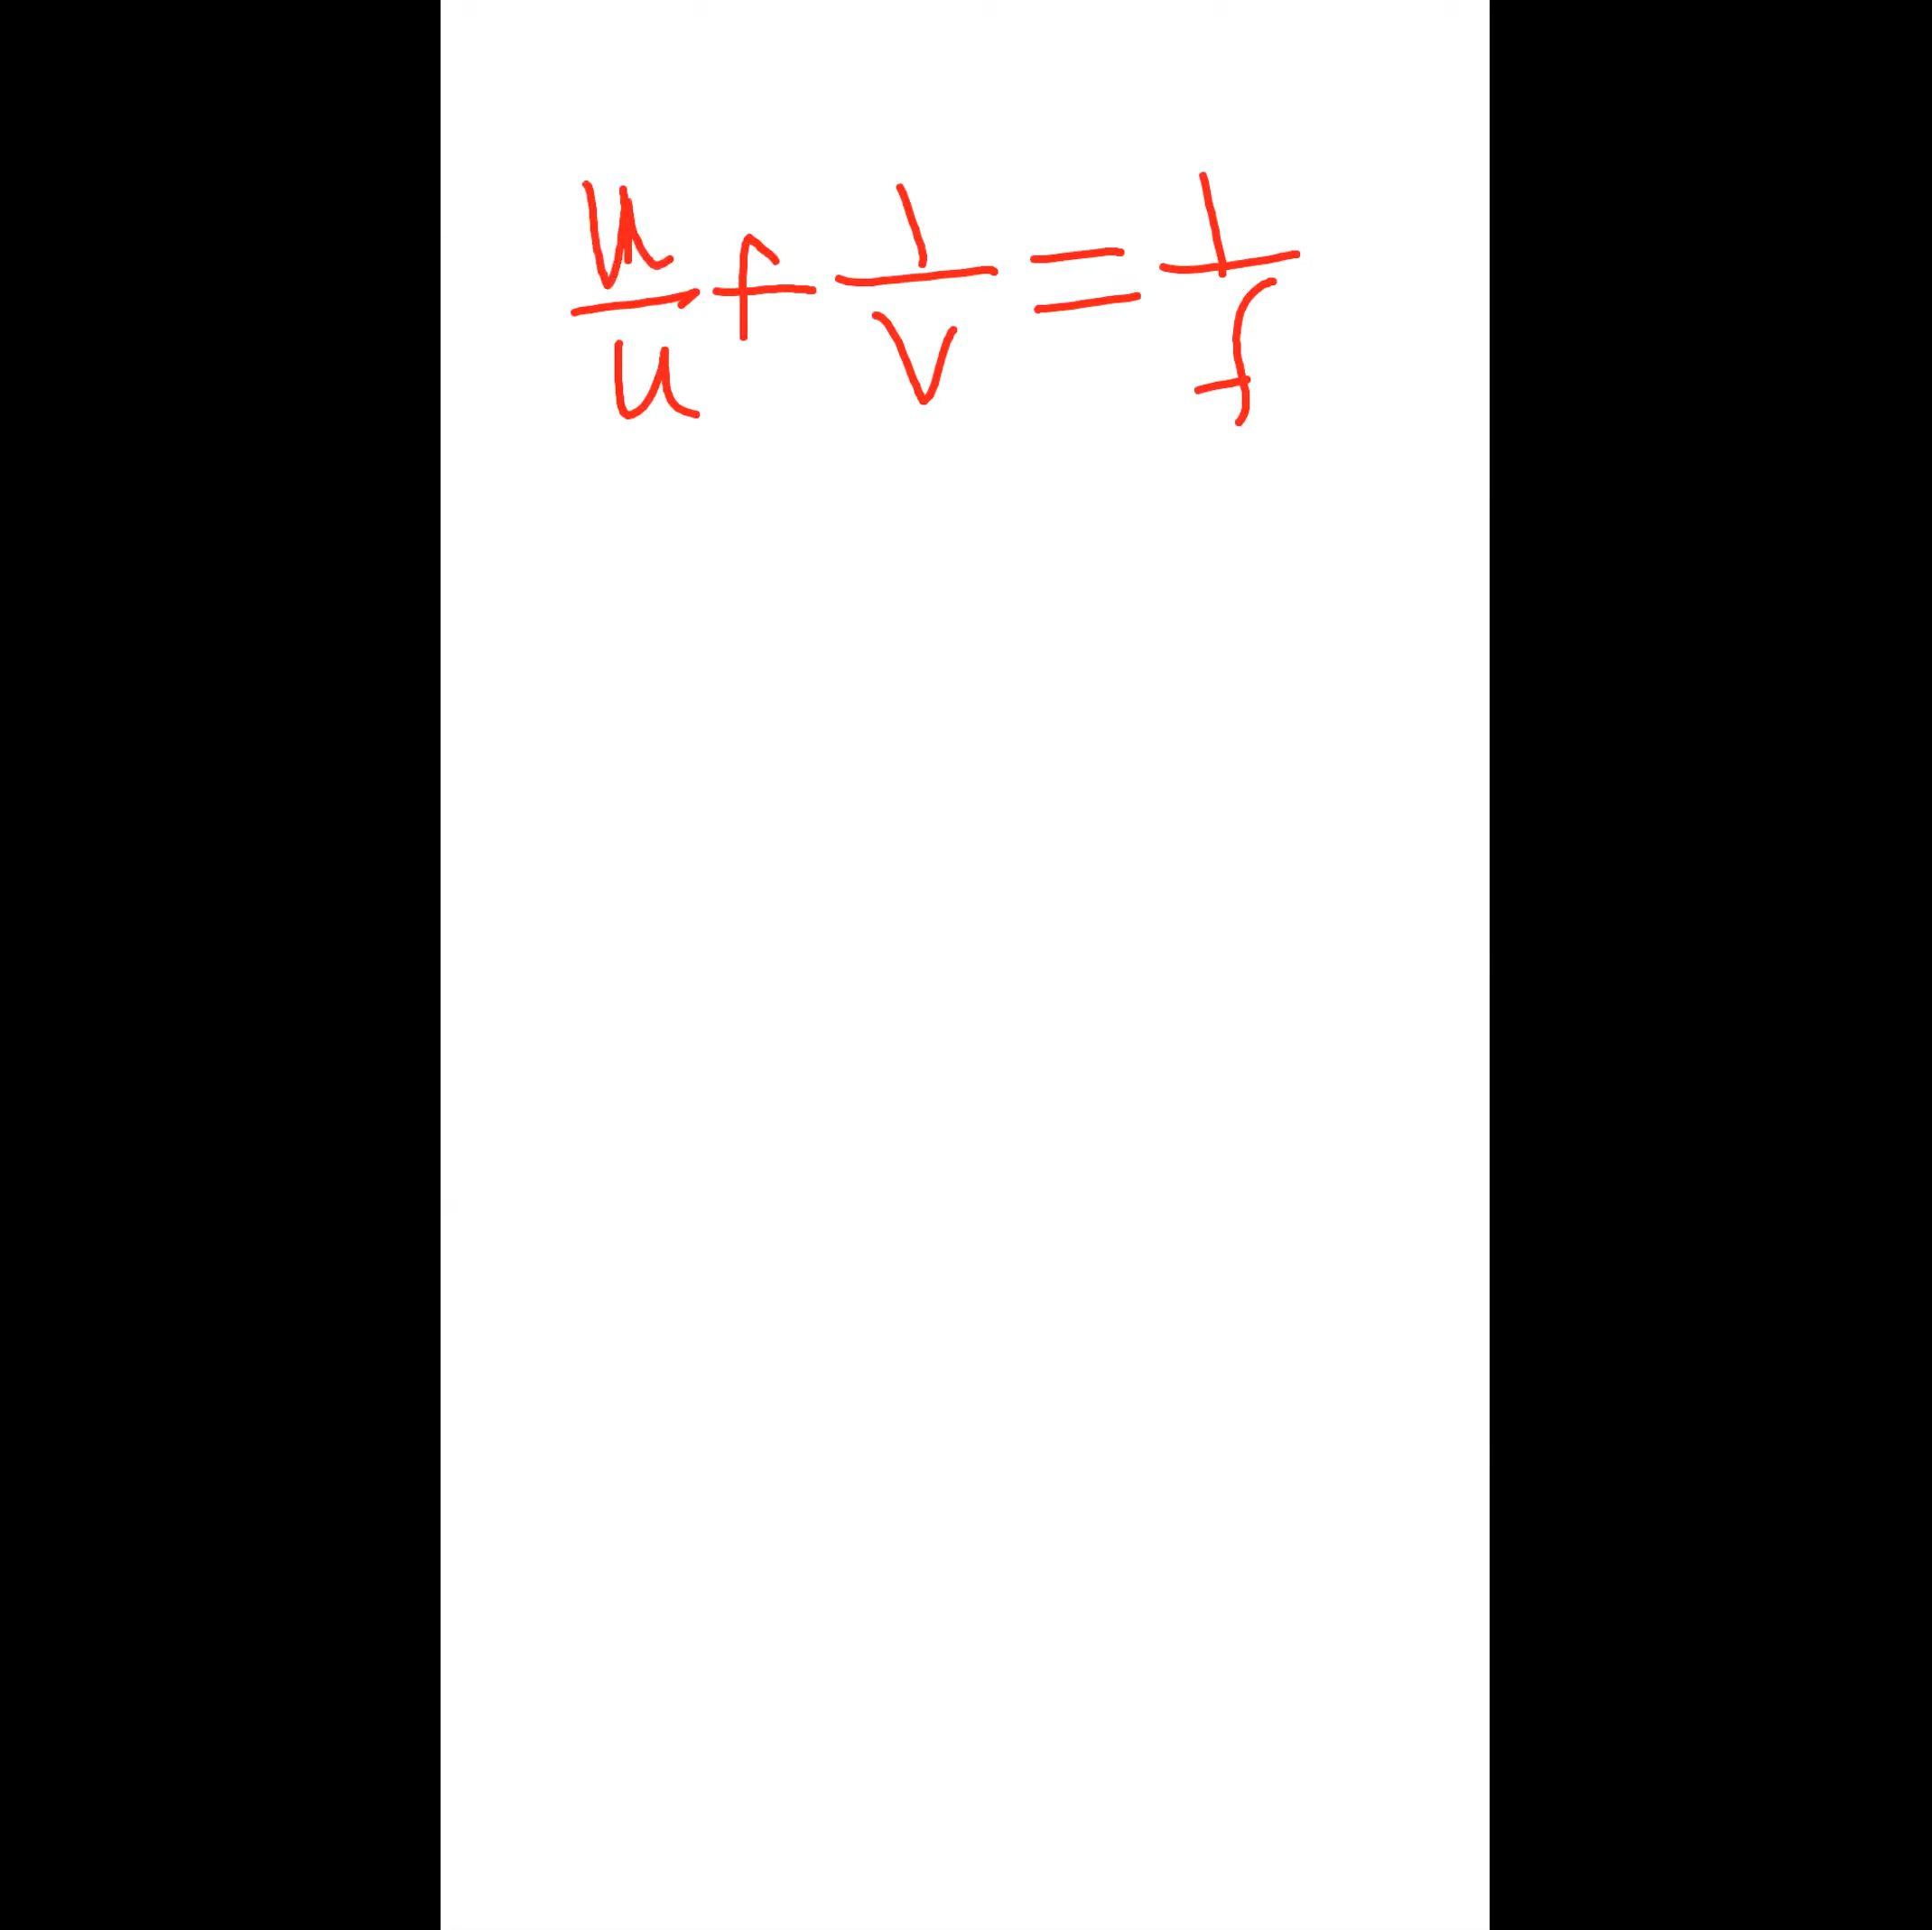 u/u + 1/v = 1/f